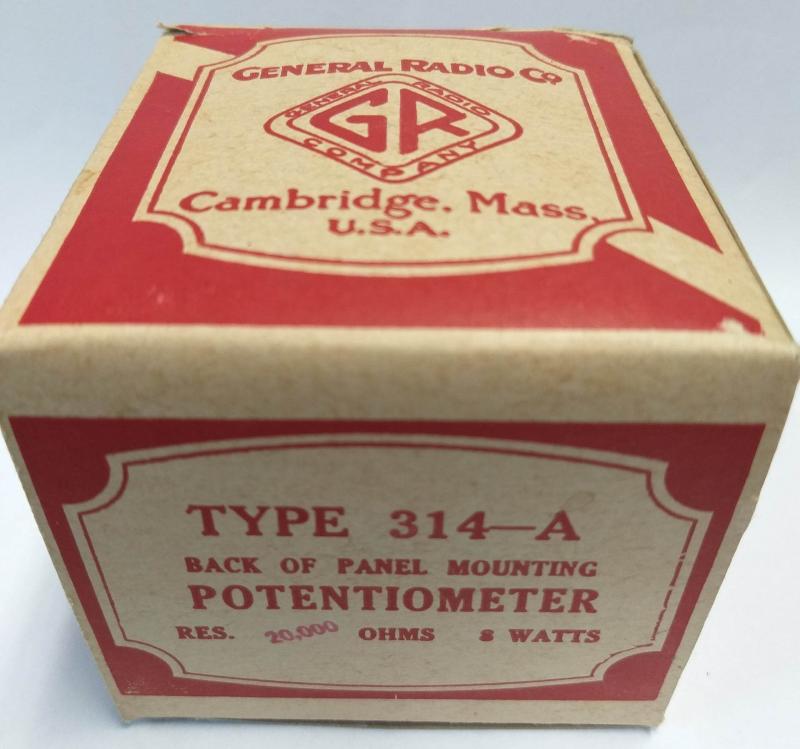 GENERAL RADIO CO.
GENERAL RADIO
GR
COMPANY
Cambridge. Mass.
U.S.A.
TYPE 314—A
BACK OF PANEL MOUNTING
POTENTIOMETER
RES. 20,000 OHMS 8 WATTS